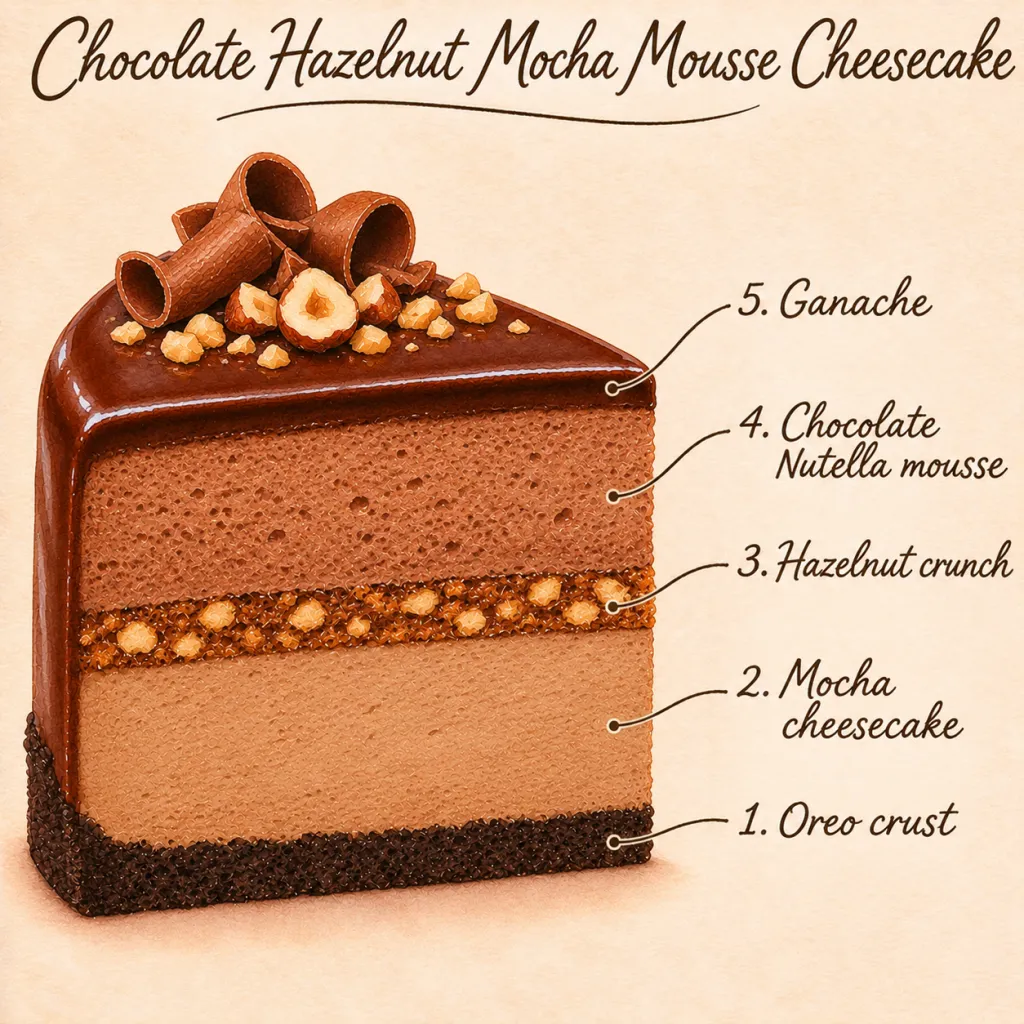 Chocolate Hazelnut Mocha Mousse Cheesecake
5. Ganache
4. Chocolate
Nutella mousse
3. Hazelnut crunch
2. Mocha
cheesecake
1. Oreo crust